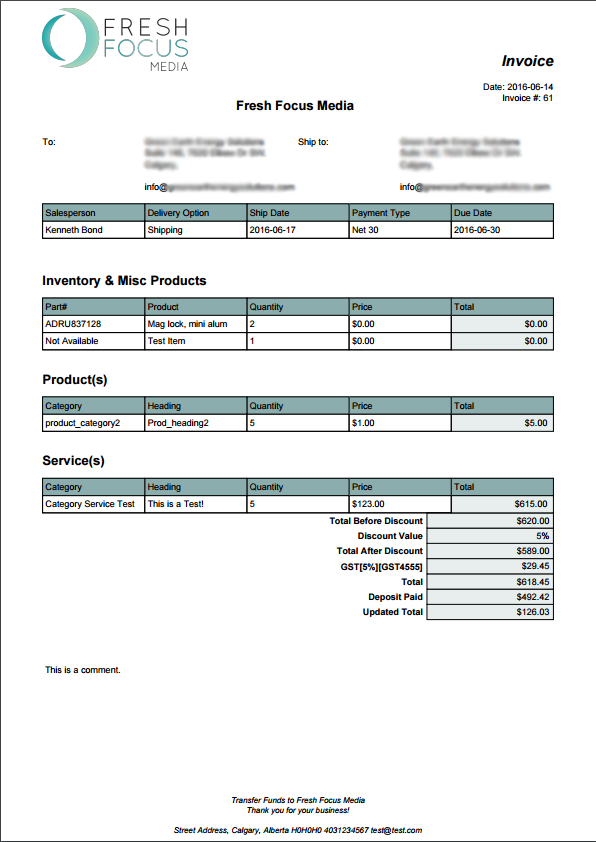 FRESH
FOCUS
MEDIA
Invoice
Date: 2016-06-14
Invoice #: 61
Fresh Focus Media
To: Ship to:
info@ info@
Salesperson Delivery Option Ship Date Payment Type Due Date
Kenneth Bond Shipping 2016-06-17 Net 30 2016-06-30
Inventory & Misc Products
Part# Product Quantity Price Total
ADRU837128 Mag lock, mini alum 2 $0.00 $0.00
Not Available Test Item 1 $0.00 $0.00
Product(s)
Category Heading Quantity Price Total
product_category2 Prod_heading2 5 $1.00 $5.00
Service(s)
Category Heading Quantity Price Total
Category Service Test This is a Test! 5 $123.00 $615.00
Total Before Discount $620.00
Discount Value 5%
Total After Discount $589.00
GST[5%][GST4555] $29.45
Total $618.45
Deposit Paid $492.42
Updated Total $126.03
This is a comment.
Transfer Funds to Fresh Focus Media
Thank you for your business!
Street Address, Calgary, Alberta H0H0H0 4031234567 test@test.com